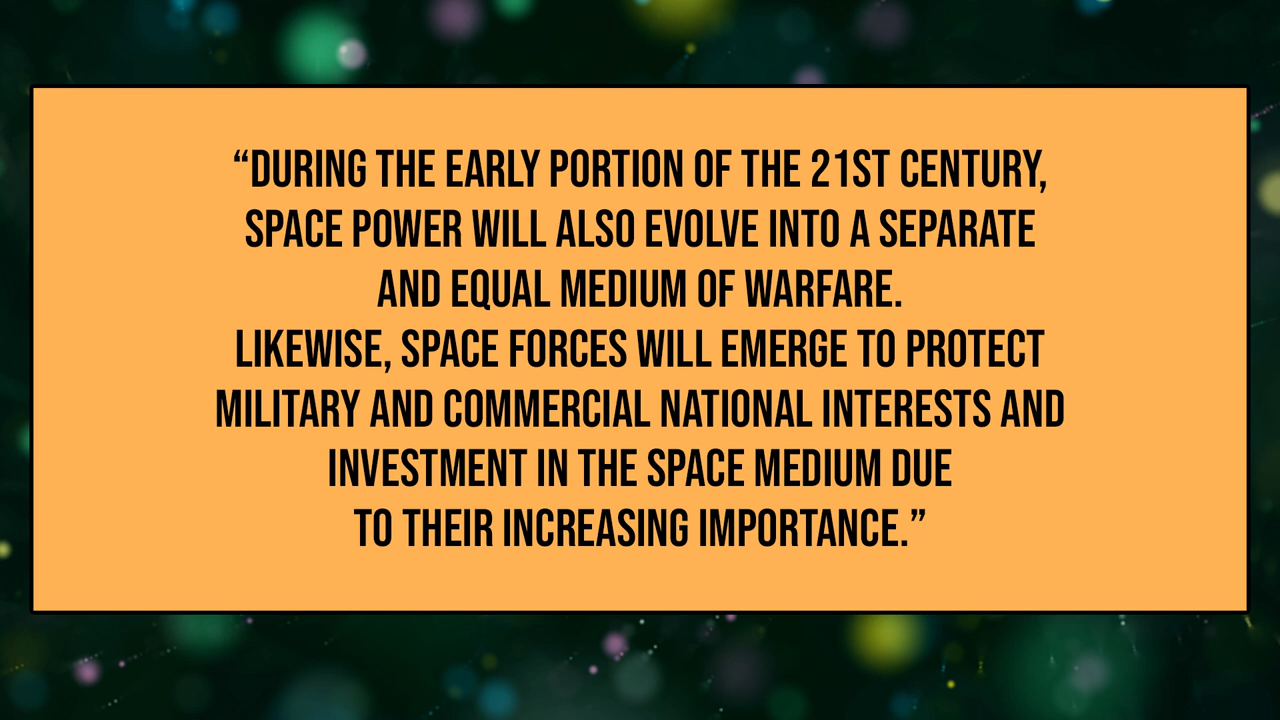 “DURING THE EARLY PORTION OF THE 21ST CENTURY,
SPACE POWER WILL ALSO EVOLVE INTO A SEPARATE
AND EQUAL MEDIUM OF WARFARE.
LIKEWISE, SPACE FORCES WILL EMERGE TO PROTECT
MILITARY AND COMMERCIAL NATIONAL INTERESTS AND
INVESTMENT IN THE SPACE MEDIUM DUE
TO THEIR INCREASING IMPORTANCE.”